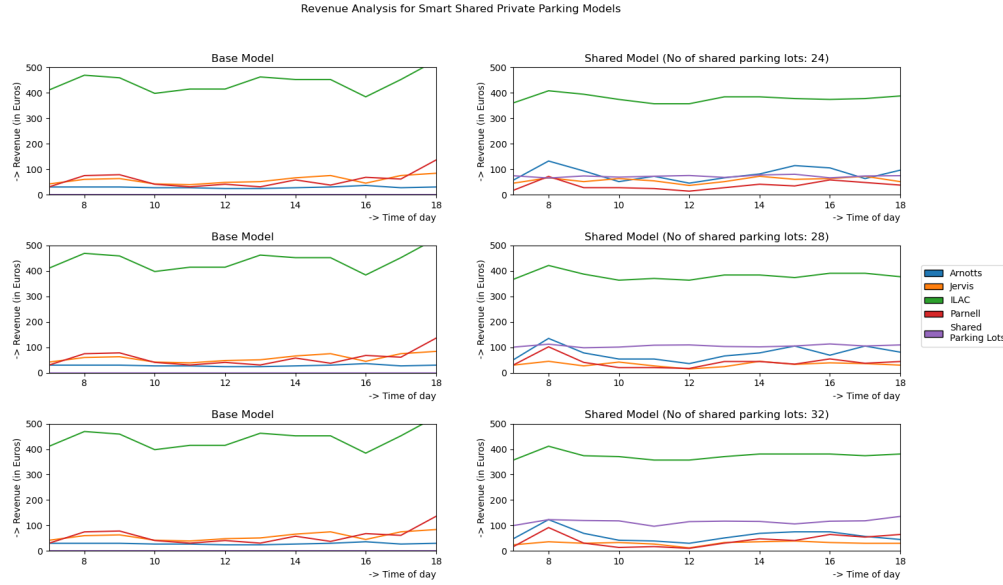 Revenue Analysis for Smart Shared Private Parking Models
Base Model
-> Revenue (in Euros)
500
400
300
200
100
0
8 10 12 14 16 18
-> Time of day
Shared Model (No of shared parking lots: 24)
-> Revenue (in Euros)
500
400
300
200
100
0
8 10 12 14 16 18
-> Time of day
Base Model
-> Revenue (in Euros)
500
400
300
200
100
0
8 10 12 14 16 18
-> Time of day
Shared Model (No of shared parking lots: 28)
-> Revenue (in Euros)
500
400
300
200
100
0
8 10 12 14 16 18
-> Time of day
Arnotts
Jervis
ILAC
Parnell
Shared
Parking Lots
Base Model
-> Revenue (in Euros)
500
400
300
200
100
0
8 10 12 14 16 18
-> Time of day
Shared Model (No of shared parking lots: 32)
-> Revenue (in Euros)
500
400
300
200
100
0
8 10 12 14 16 18
-> Time of day